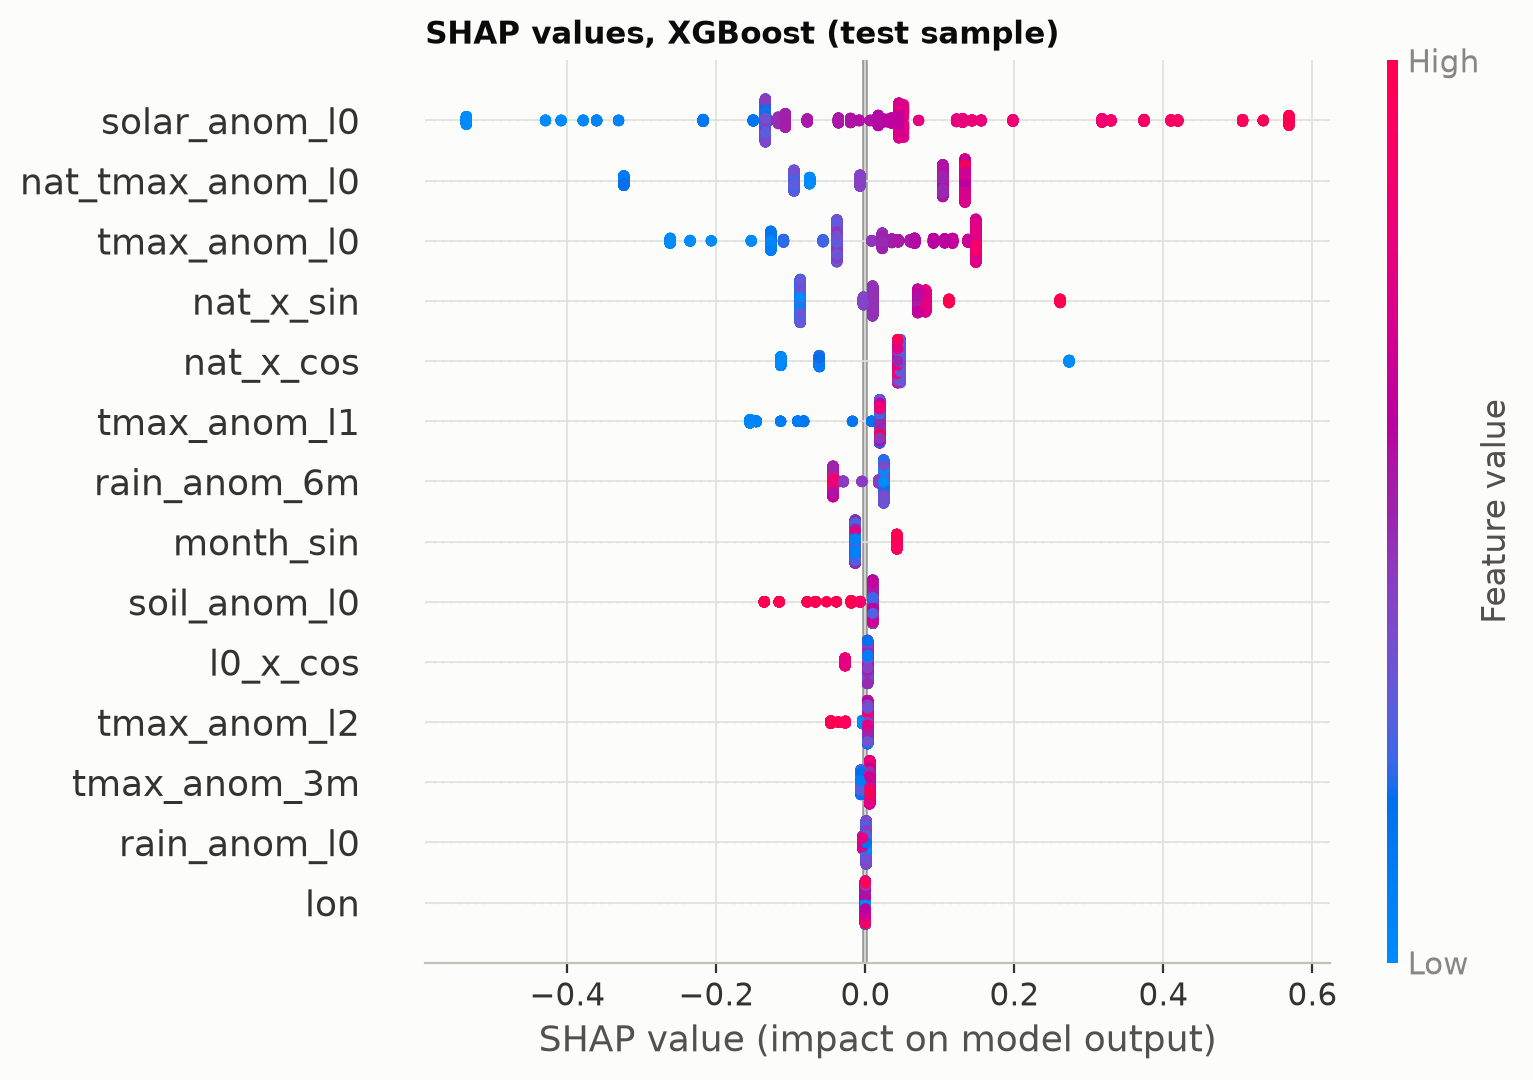 SHAP values, XGBoost (test sample)
High
solar_anom_l0
nat_tmax_anom_l0
tmax_anom_l0
nat_x_sin
nat_x_cos
tmax_anom_l1
rain_anom_6m
month_sin
soil_anom_l0
l0_x_cos
tmax_anom_l2
tmax_anom_3m
rain_anom_l0
lon
Feature value
Low
−0.4 −0.2 0.0 0.2 0.4 0.6
SHAP value (impact on model output)